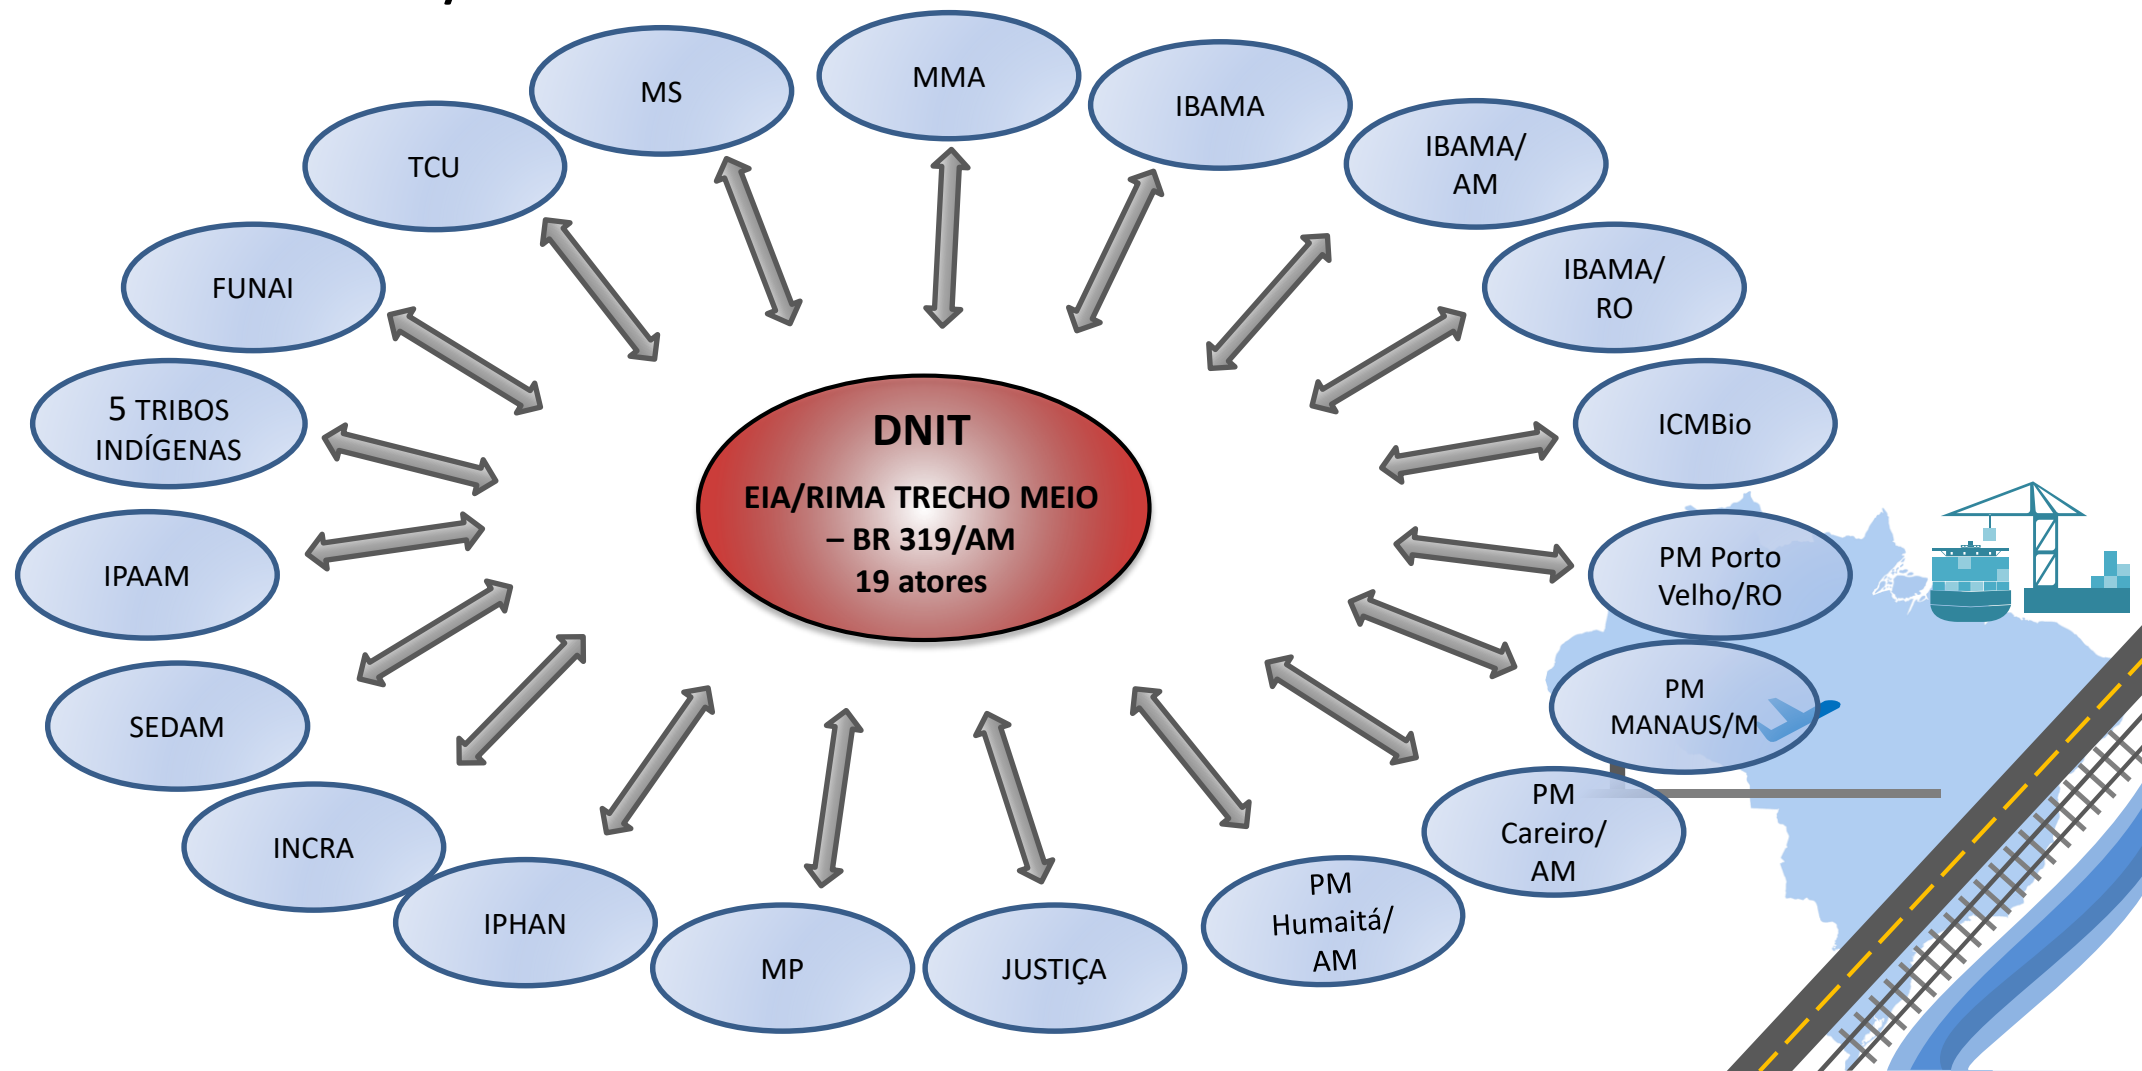 MS
MMA
IBAMA
TCU
IBAMA/
AM
FUNAI
IBAMA/
RO
5 TRIBOS
INDÍGENAS
ICMBio
DNIT
EIA/RIMA TRECHO MEIO
– BR 319/AM
19 atores
IPAAM
PM Porto
Velho/RO
SEDAM
PM
MANAUS/M
INCRA
PM
Careiro/
AM
IPHAN
MP
JUSTIÇA
PM
Humaitá/
AM